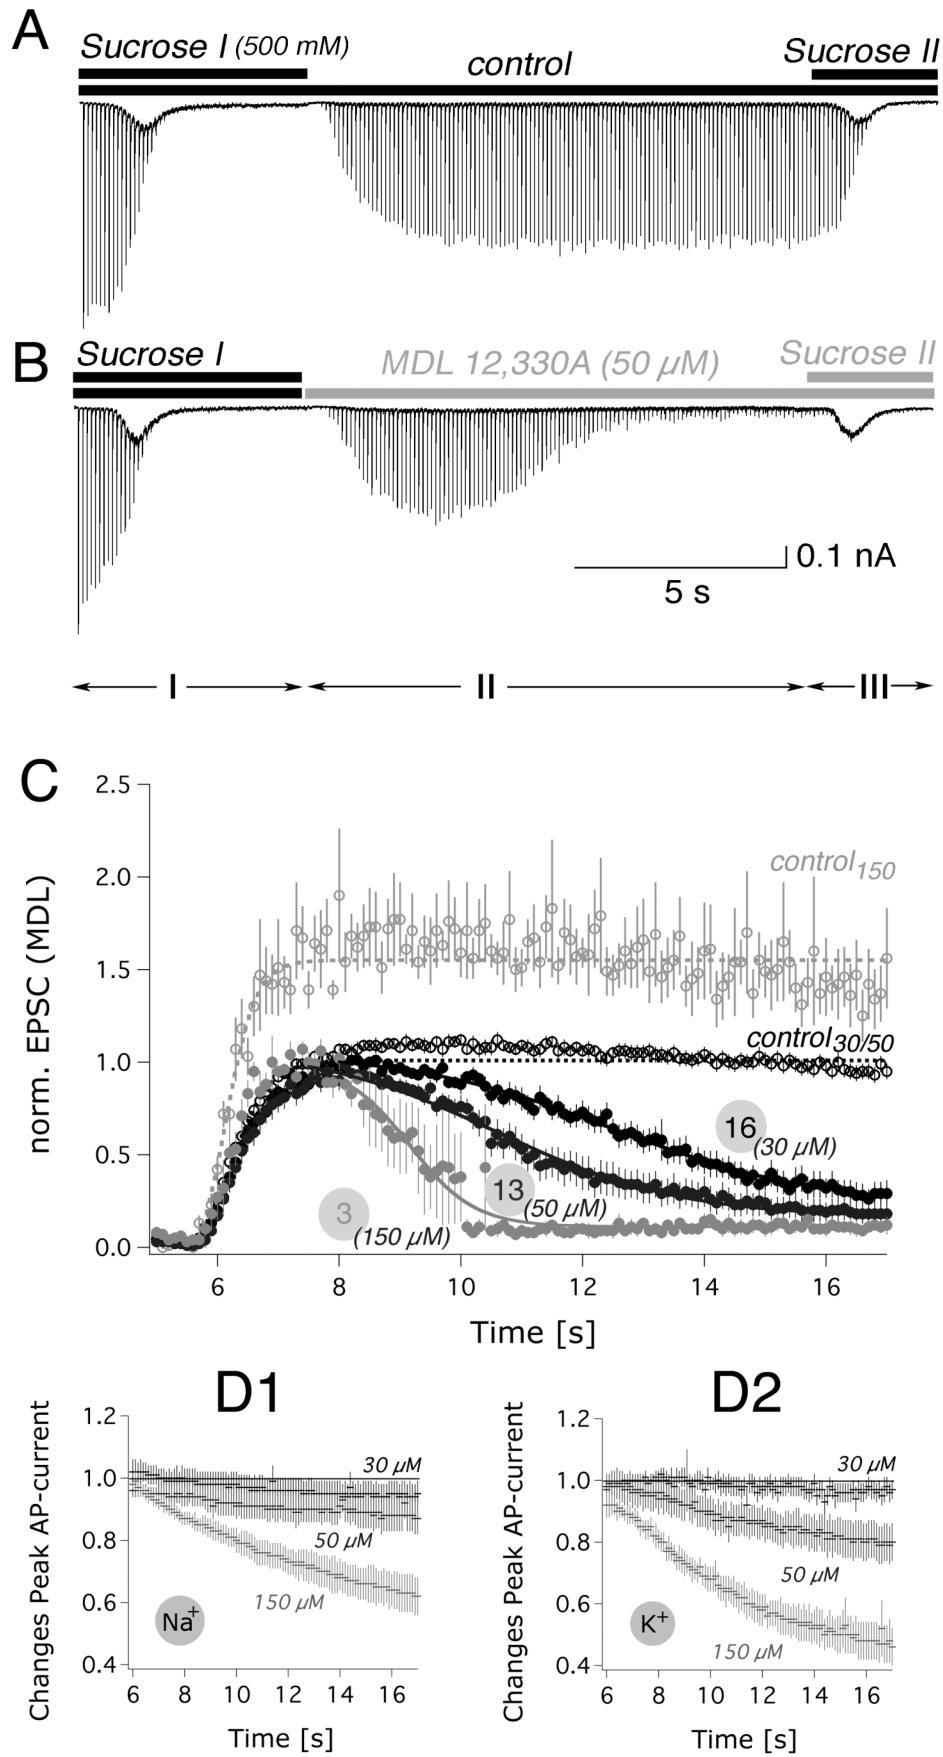 A
Sucrose I (500 mM)
control
Sucrose II
B
Sucrose I
MDL 12,330A (50 µM)
Sucrose II
0.1 nA
5 s
I
II
III
C
norm. EPSC (MDL)
2.5
2.0
1.5
1.0
0.5
0.0
control150
control30/50
16 (30 µM)
13 (50 µM)
3 (150 µM)
6 8 10 12 14 16
Time [s]
D1
Changes Peak AP-current
1.2
1.0
0.8
0.6
0.4
30 µM
50 µM
150 µM
Na+
6 8 10 12 14 16
Time [s]
D2
Changes Peak AP-current
1.2
1.0
0.8
0.6
0.4
30 µM
50 µM
150 µM
K+
6 8 10 12 14 16
Time [s]